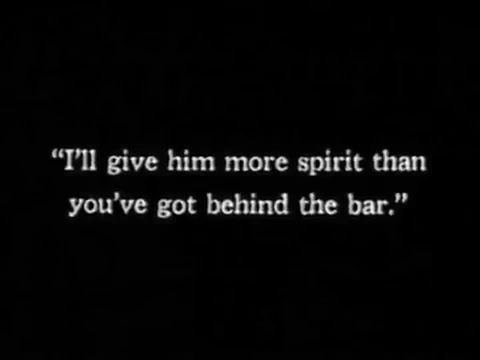 “I’ll give him more spirit than
you’ve got behind the bar.”